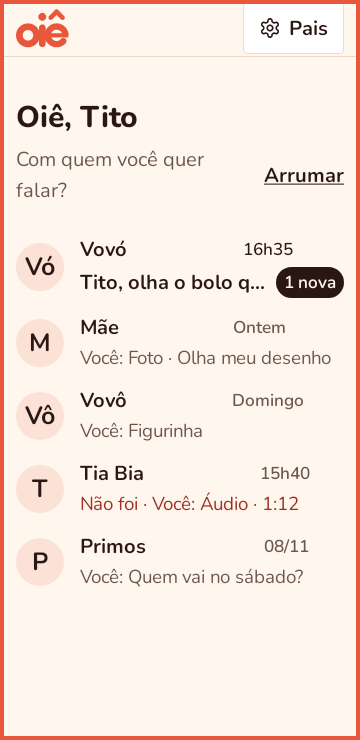 oiê
Pais
Oiê, Tito
Com quem você quer
falar?
Arrumar
Vó
Vovó
16h35
Tito, olha o bolo q...
1 nova
M
Mãe
Ontem
Você: Foto · Olha meu desenho
Vô
Vovô
Domingo
Você: Figurinha
T
Tia Bia
15h40
Não foi · Você: Áudio · 1:12
P
Primos
08/11
Você: Quem vai no sábado?